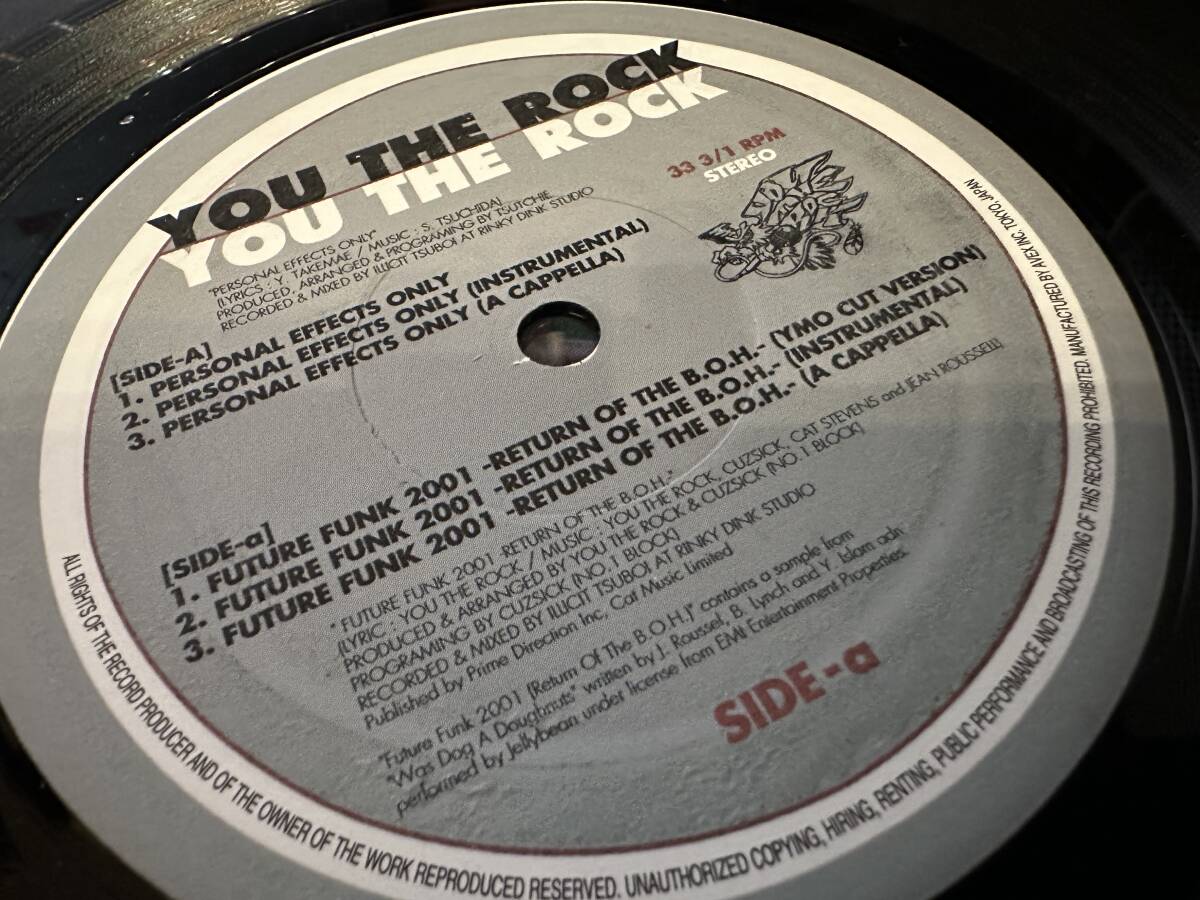 YOU THE ROCK
YOU THE ROCK
33 3/1 RPM
STEREO
"PERSONAL EFFECTS ONLY"
[LYRICS : Y. TAKEMAE / MUSIC : S. TSUCHIDA]
PRODUCED, ARRANGED & PROGRAMING BY TSUTCHIE
RECORDED & MIXED BY ILLICIT TSUBOI AT RINKY DINK STUDIO
[SIDE-A]
1. PERSONAL EFFECTS ONLY
2. PERSONAL EFFECTS ONLY (INSTRUMENTAL)
3. PERSONAL EFFECTS ONLY (A CAPPELLA)
[SIDE-a]
1. FUTURE FUNK 2001 -RETURN OF THE B.O.H.- (YMO CUT VERSION)
2. FUTURE FUNK 2001 -RETURN OF THE B.O.H.- (INSTRUMENTAL)
3. FUTURE FUNK 2001 -RETURN OF THE B.O.H.- (A CAPPELLA)
" FUTURE FUNK 2001 -RETURN OF THE B.O.H."
[LYRIC : YOU THE ROCK / MUSIC : YOU THE ROCK, CUZSICK, CAT STEVENS and JEAN ROUSSELL]
PRODUCED & ARRANGED BY YOU THE ROCK & CUZSICK [NO. 1 BLOCK]
PROGRAMING BY CUZSICK [NO. 1 BLOCK]
RECORDED & MIXED BY ILLICIT TSUBOI AT RINKY DINK STUDIO
Published by Prime Direction Inc, Cat Music Limited
"Future Funk 2001 [Return Of The B.O.H.]" contains a sample from
"Was Dog A Doughnuts" written by J. Roussel, B. Lynch and Y. Islam adn
performed by Jellybean under license from EMI Entertainment Properties.
SIDE-a
ALL RIGHTS OF THE RECORD PRODUCER AND OF THE OWNER OF THE WORK REPRODUCED RESERVED. UNAUTHORIZED COPYING, HIRING, RENTING, PUBLIC PERFORMANCE AND BROADCASTING OF THIS RECORDING PROHIBITED. MANUFACTURED BY AVEX INC. TOKYO, JAPAN